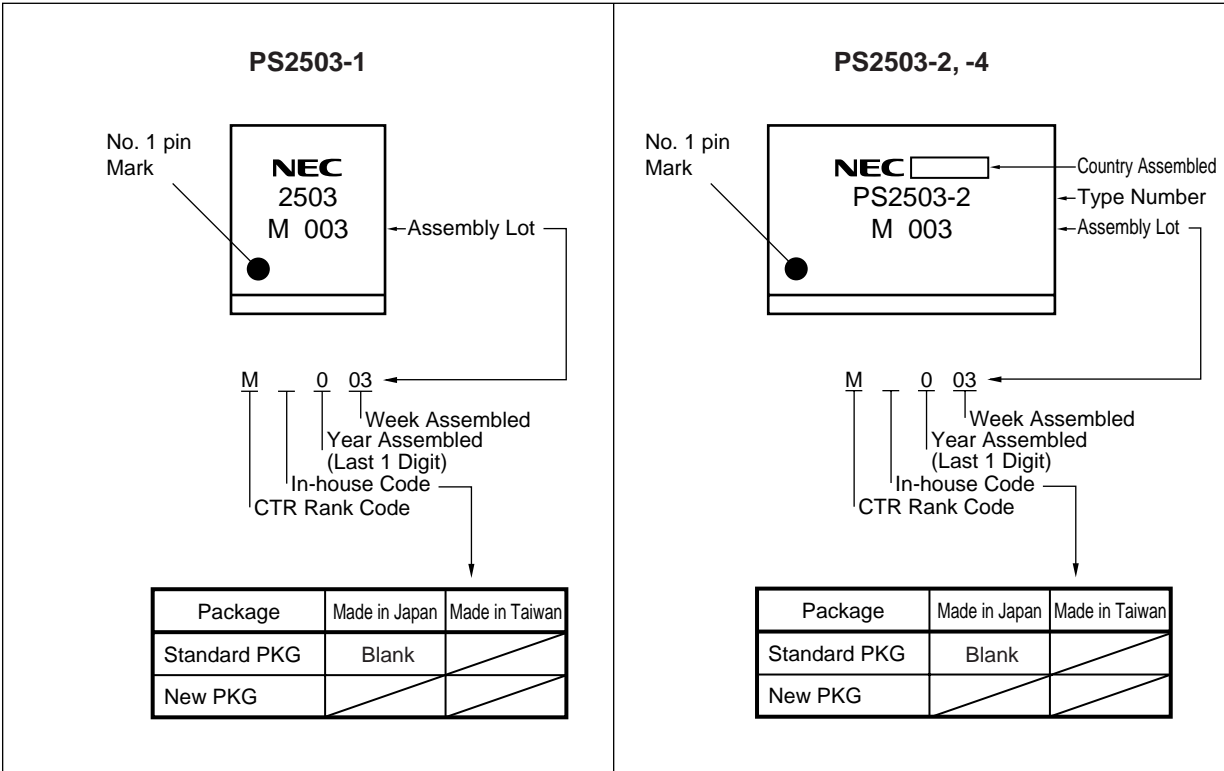 PS2503-1
No. 1 pin
Mark
NEC
2503
M 003
Assembly Lot
M 0 03
Week Assembled
Year Assembled
(Last 1 Digit)
In-house Code
CTR Rank Code
Package Made in Japan Made in Taiwan
Standard PKG Blank
New PKG
PS2503-2, -4
No. 1 pin
Mark
NEC
Country Assembled
PS2503-2
Type Number
M 003
Assembly Lot
M 0 03
Week Assembled
Year Assembled
(Last 1 Digit)
In-house Code
CTR Rank Code
Package Made in Japan Made in Taiwan
Standard PKG Blank
New PKG